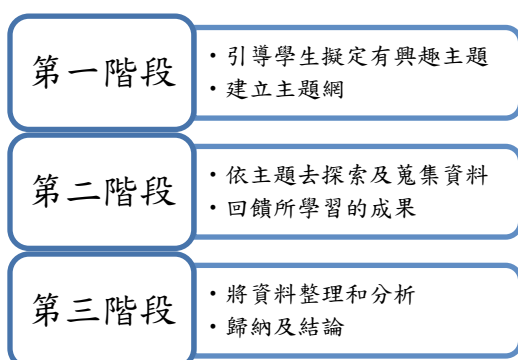 第一階段
・引導學生擬定有興趣主題
・建立主題網
第二階段
・依主題去探索及蒐集資料
・回饋所學習的成果
第三階段
・將資料整理和分析
・歸納及結論